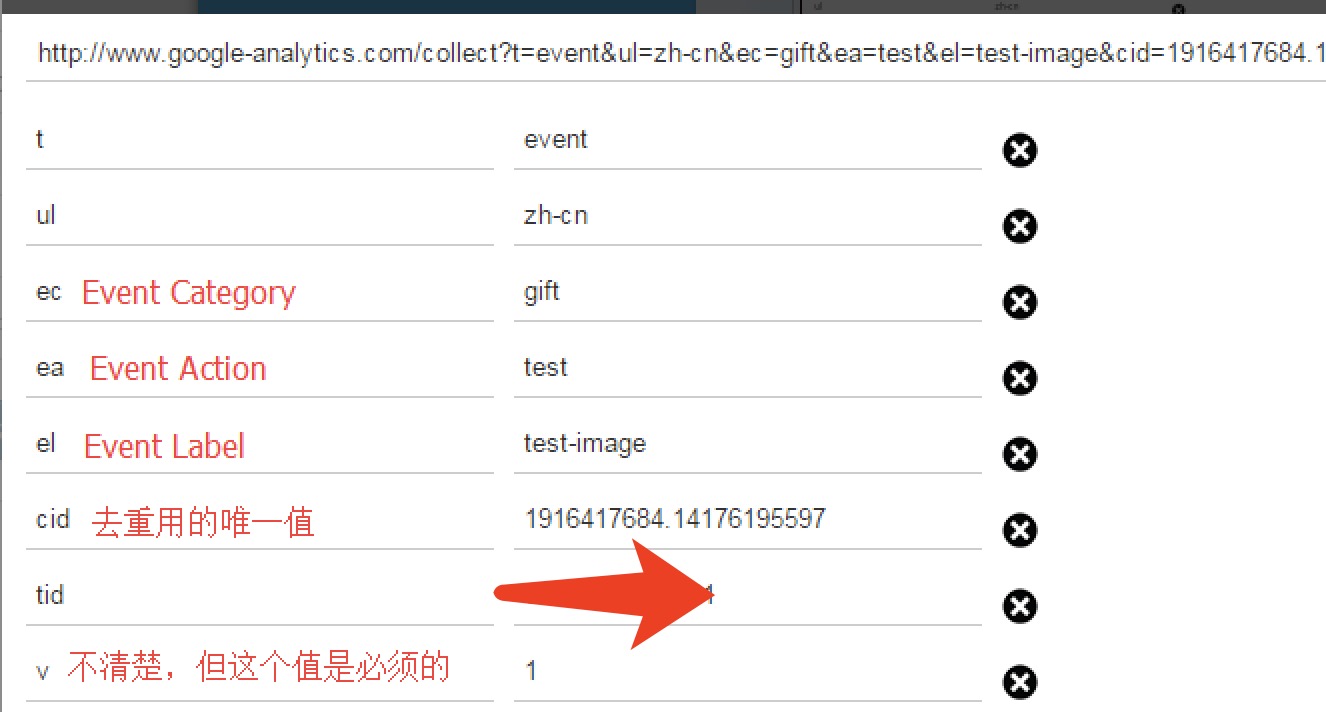 ul zh-cn
http://www.google-analytics.com/collect?t=event&ul=zh-cn&ec=gift&ea=test&el=test-image&cid=1916417684.1
t event
ul zh-cn
ec Event Category gift
ea Event Action test
el Event Label test-image
cid 去重用的唯一值 1916417684.14176195597
tid 1
v 不清楚，但这个值是必须的 1